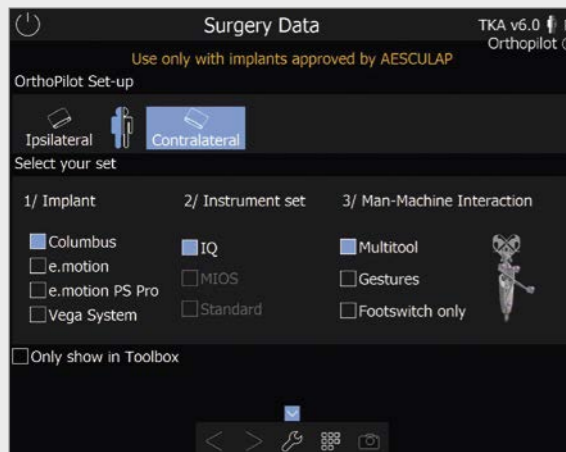 Surgery Data
TKA v6.0
Orthopilot
Use only with implants approved by AESCULAP
OrthoPilot Set-up
Ipsilateral
Contralateral
Select your set
1/ Implant
2/ Instrument set
3/ Man-Machine Interaction
Columbus
IQ
Multitool
e.motion
MIOS
Gestures
e.motion PS Pro
Standard
Footswitch only
Vega System
Only show in Toolbox